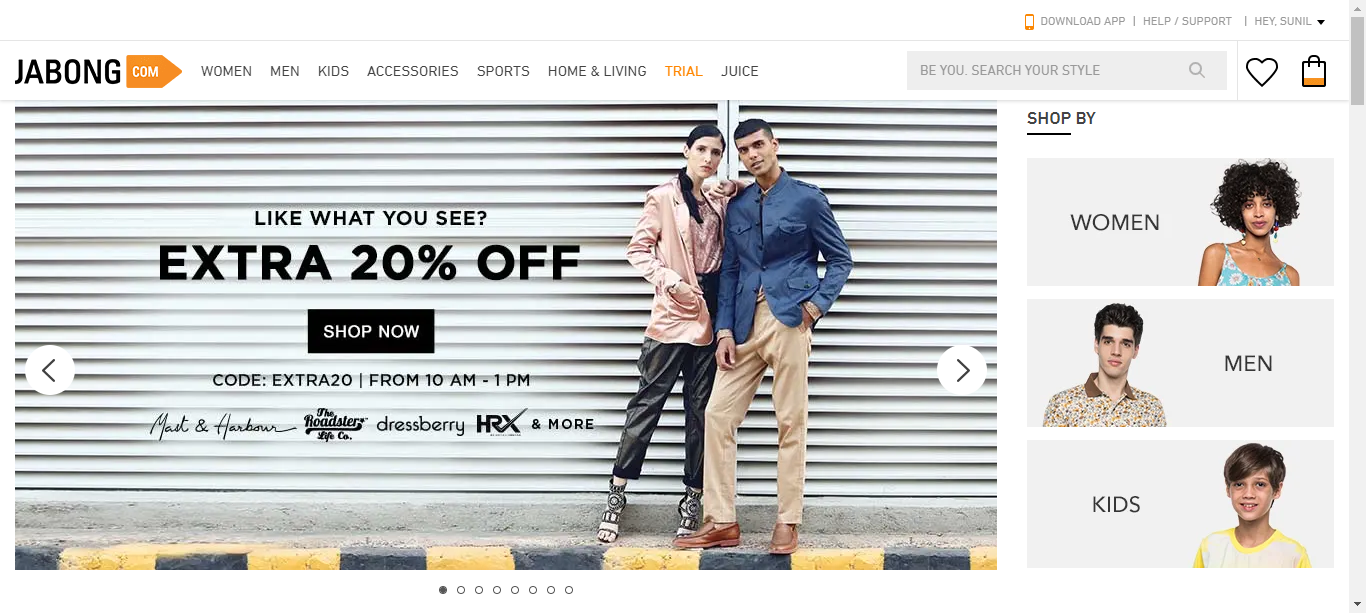 DOWNLOAD APP | HELP / SUPPORT | HEY, SUNIL
JABONG COM WOMEN MEN KIDS ACCESSORIES SPORTS HOME & LIVING TRIAL JUICE BE YOU. SEARCH YOUR STYLE
LIKE WHAT YOU SEE?
EXTRA 20% OFF
SHOP NOW
CODE: EXTRA20 | FROM 10 AM - 1 PM
Mast & Harbour The Roadster Life Co. dressberry HRX & MORE
SHOP BY
WOMEN
MEN
KIDS